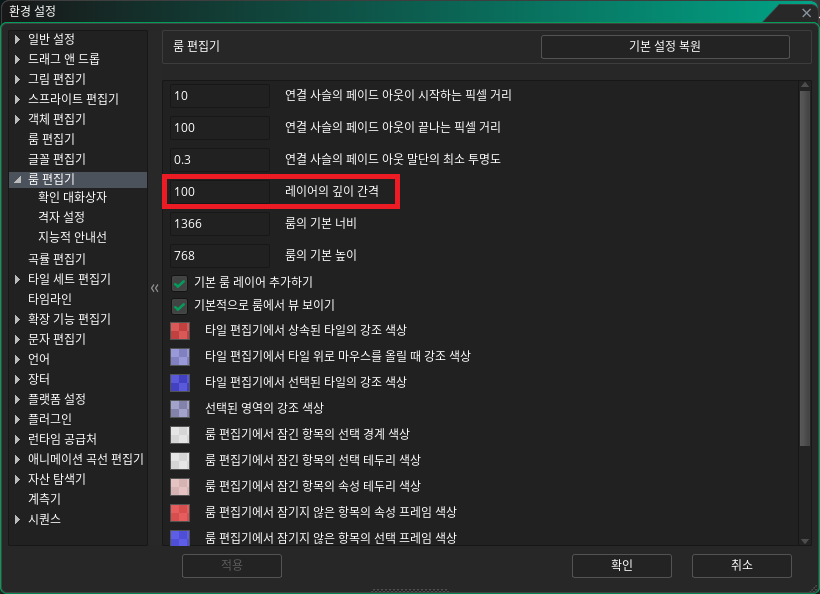 환경 설정
일반 설정
드래그 앤 드롭
그림 편집기
스프라이트 편집기
객체 편집기
룸 편집기
글꼴 편집기
룸 편집기
확인 대화상자
격자 설정
지능적 안내선
곡률 편집기
타일 세트 편집기
타임라인
확장 기능 편집기
문자 편집기
언어
장터
플랫폼 설정
플러그인
런타임 공급처
애니메이션 곡선 편집기
자산 탐색기
계측기
시퀀스
룸 편집기
기본 설정 복원
10 연결 사슬의 페이드 아웃이 시작하는 픽셀 거리
100 연결 사슬의 페이드 아웃이 끝나는 픽셀 거리
0.3 연결 사슬의 페이드 아웃 말단의 최소 투명도
100 레이어의 깊이 간격
1366 룸의 기본 너비
768 룸의 기본 높이
기본 룸 레이어 추가하기
기본적으로 룸에서 뷰 보이기
타일 편집기에서 상속된 타일의 강조 색상
타일 편집기에서 타일 위로 마우스를 올릴 때 강조 색상
타일 편집기에서 선택된 타일의 강조 색상
선택된 영역의 강조 색상
룸 편집기에서 잠긴 항목의 선택 경계 색상
룸 편집기에서 잠긴 항목의 선택 테두리 색상
룸 편집기에서 잠긴 항목의 속성 테두리 색상
룸 편집기에서 잠기지 않은 항목의 속성 프레임 색상
룸 편집기에서 잠기지 않은 항목의 선택 프레임 색상
적용
확인
취소